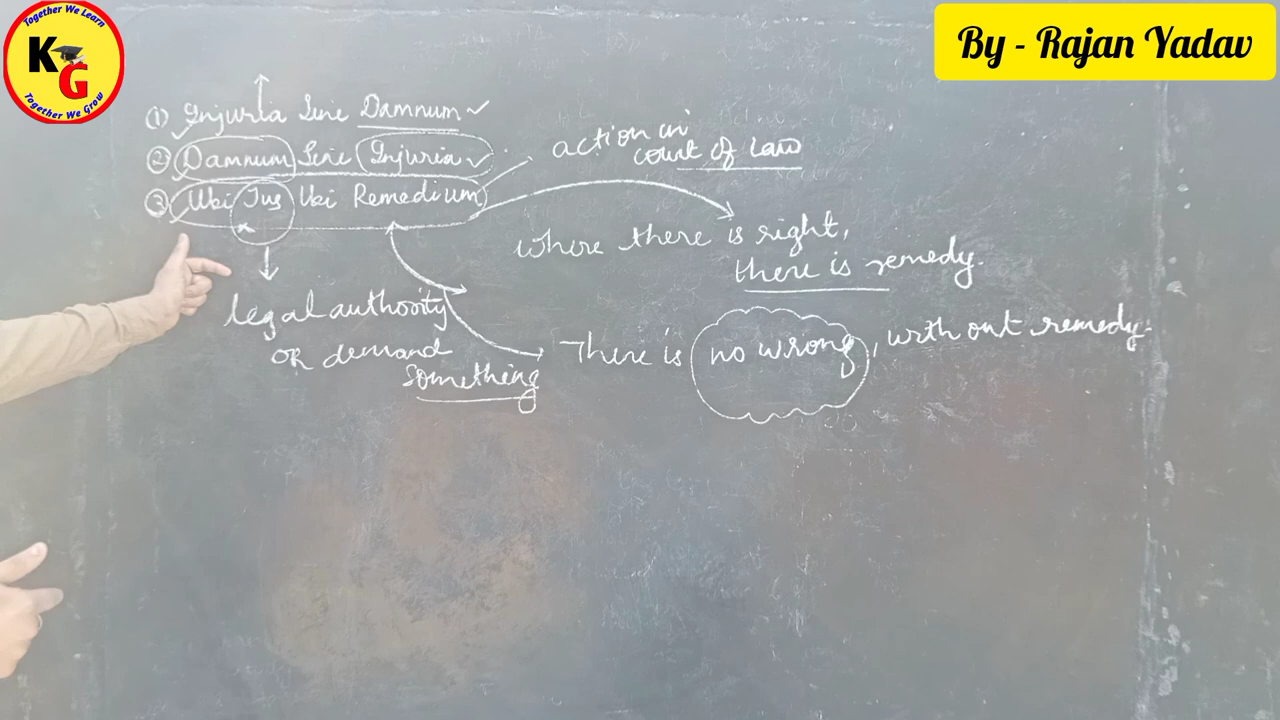 Together We Learn
KG
Together We Grow
By - Rajan Yadav
(1) Injuria Sine Damnum ✓
(2) Damnum Sine Injuria ✓
(3) Ubi Jus Ubi Remedium
action in
court of law
where there is right,
there is remedy.
legal authority
OR demand
something
There is no wrong, without remedy.